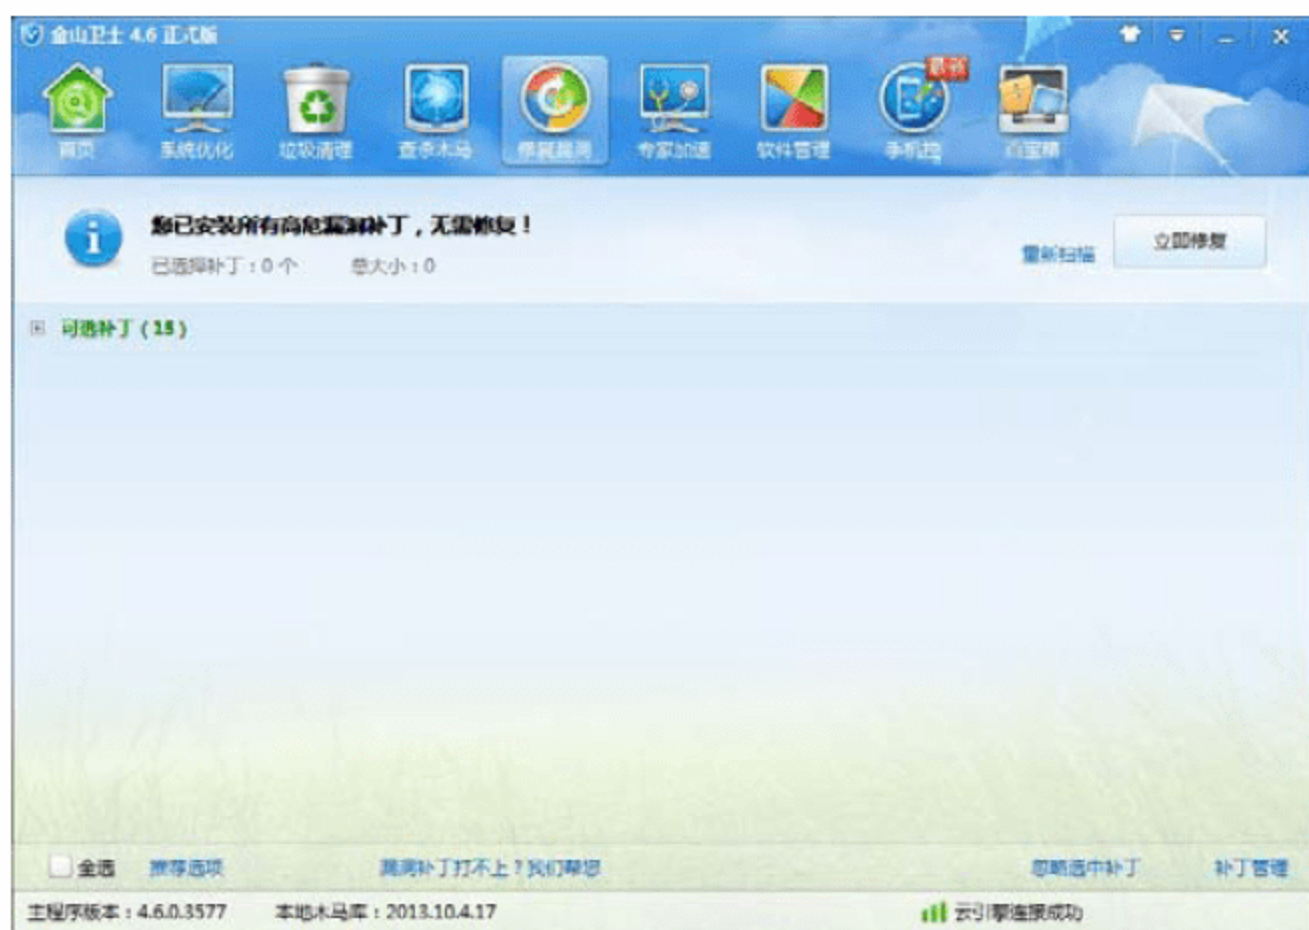 金山卫士 4.6 正式版
最新
首页 系统优化 垃圾清理 查杀木马 修复漏洞 专家加速 软件管理 手机控 百宝箱
您已安装所有高危漏洞补丁，无需修复！
已选择补丁：0 个 总大小：0
重新扫描 立即修复
可选补丁（15）
全选 推荐选项 漏洞补丁打不上？我们帮您 忽略选中补丁 补丁管理
主程序版本：4.6.0.3577 本地木马库：2013.10.4.17 云引擎连接成功